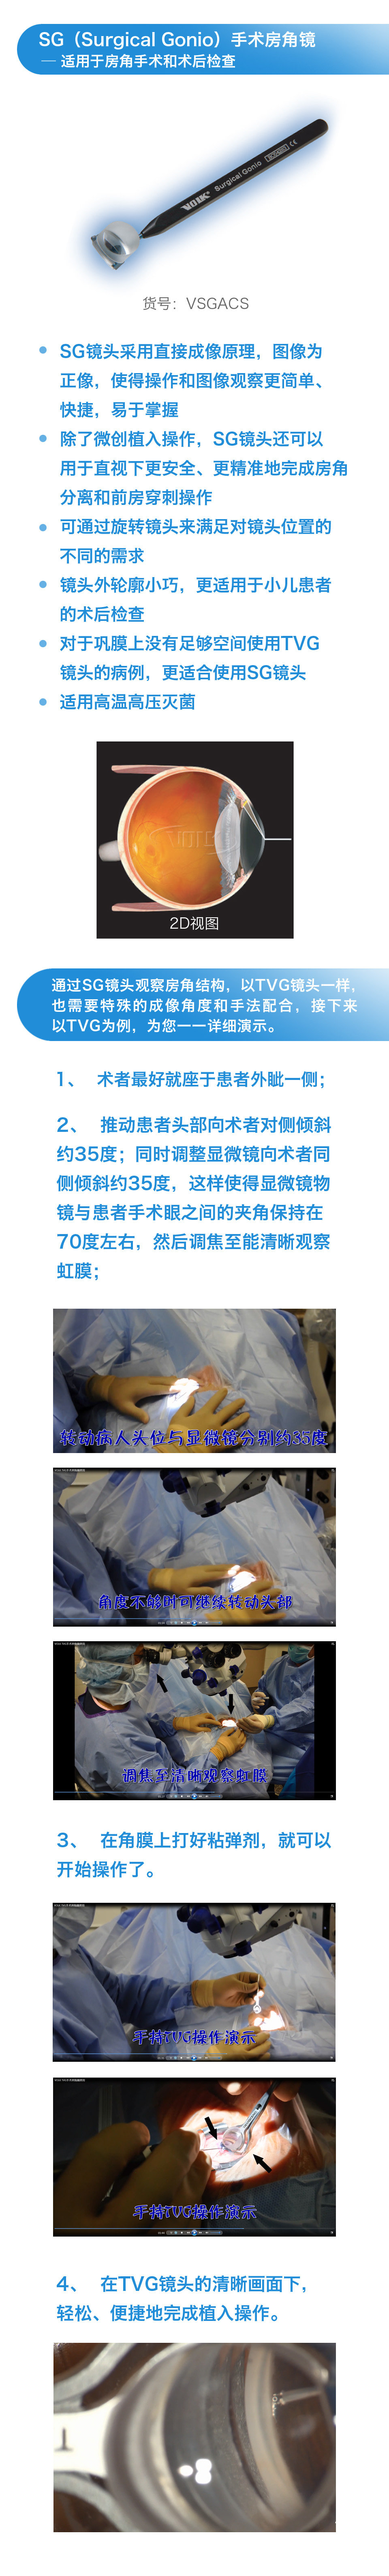 SG（Surgical Gonio）手术房角镜
— 适用于房角手术和术后检查
VOLK Surgical Gonio
货号：VSGACS
SG镜头采用直接成像原理，图像为
正像，使得操作和图像观察更简单、
快捷，易于掌握
除了微创植入操作，SG镜头还可以
用于直视下更安全、更精准地完成房角
分离和前房穿刺操作
可通过旋转镜头来满足对镜头位置的
不同的需求
镜头外轮廓小巧，更适用于小儿患者
的术后检查
对于巩膜上没有足够空间使用TVG
镜头的病例，更适合使用SG镜头
适用高温高压灭菌
VOLK
2D视图
通过SG镜头观察房角结构，以TVG镜头一样，
也需要特殊的成像角度和手法配合，接下来
以TVG为例，为您一一详细演示。
1、 术者最好就座于患者外眦一侧；
2、 推动患者头部向术者对侧倾斜
约35度；同时调整显微镜向术者同
侧倾斜约35度，这样使得显微镜物
镜与患者手术眼之间的夹角保持在
70度左右，然后调焦至能清晰观察
虹膜；
转动病人头位与显微镜分别约35度
角度不够时可继续转动头部
调焦至清晰观察虹膜
3、 在角膜上打好粘弹剂，就可以
开始操作了。
手持TVG操作演示
手持TVG操作演示
4、 在TVG镜头的清晰画面下，
轻松、便捷地完成植入操作。